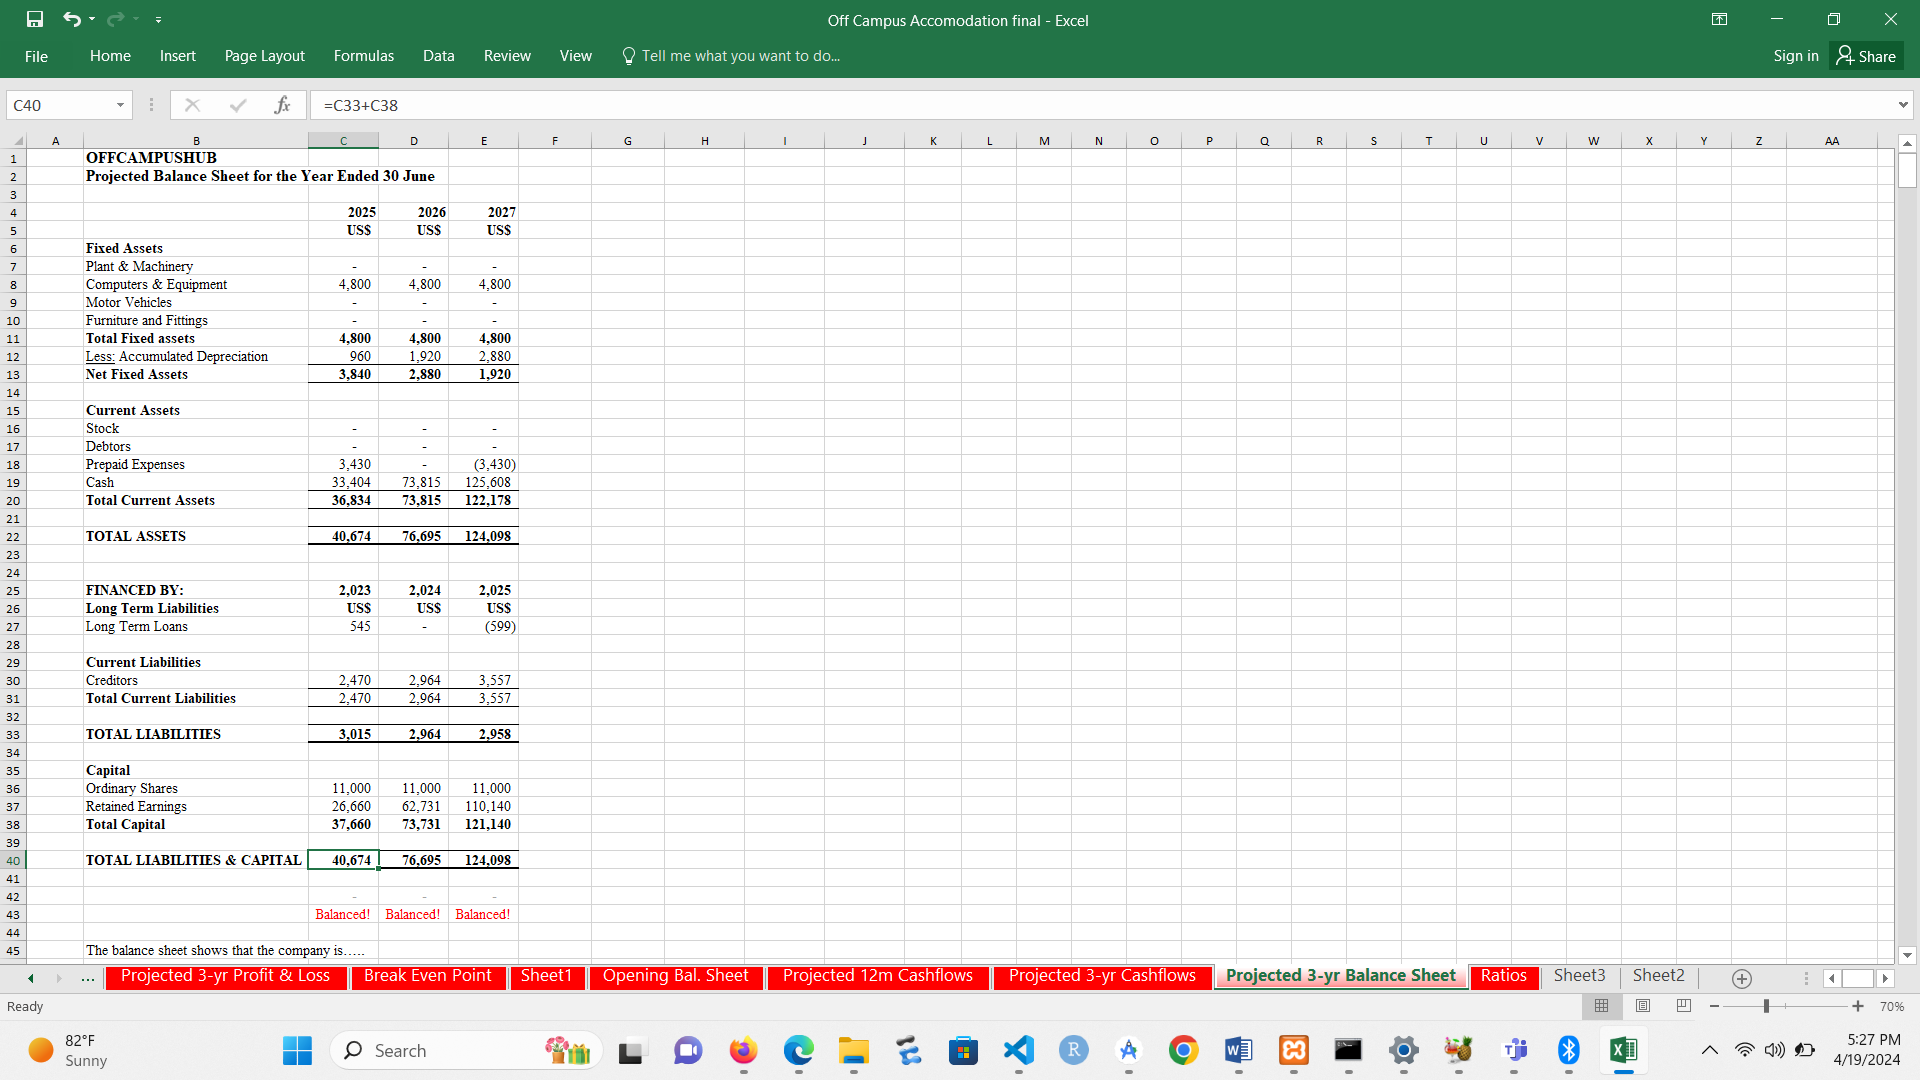 Off Campus Accomodation final - Excel
File Home Insert Page Layout Formulas Data Review View Tell me what you want to do... Sign in Share
C40 fx =C33+C38
A B C D E F G H I J K L M N O P Q R S T U V W X Y Z AA
1 OFFCAMPUSHUB
2 Projected Balance Sheet for the Year Ended 30 June
3
4 2025 2026 2027
5 US$ US$ US$
6 Fixed Assets
7 Plant & Machinery - - -
8 Computers & Equipment 4,800 4,800 4,800
9 Motor Vehicles - - -
10 Furniture and Fittings - - -
11 Total Fixed assets 4,800 4,800 4,800
12 Less: Accumulated Depreciation 960 1,920 2,880
13 Net Fixed Assets 3,840 2,880 1,920
14
15 Current Assets
16 Stock - - -
17 Debtors - - -
18 Prepaid Expenses 3,430 - (3,430)
19 Cash 33,404 73,815 125,608
20 Total Current Assets 36,834 73,815 122,178
21
22 TOTAL ASSETS 40,674 76,695 124,098
23
24
25 FINANCED BY: 2,023 2,024 2,025
26 Long Term Liabilities US$ US$ US$
27 Long Term Loans 545 - (599)
28
29 Current Liabilities
30 Creditors 2,470 2,964 3,557
31 Total Current Liabilities 2,470 2,964 3,557
32
33 TOTAL LIABILITIES 3,015 2,964 2,958
34
35 Capital
36 Ordinary Shares 11,000 11,000 11,000
37 Retained Earnings 26,660 62,731 110,140
38 Total Capital 37,660 73,731 121,140
39
40 TOTAL LIABILITIES & CAPITAL 40,674 76,695 124,098
41
42 - - -
43 Balanced! Balanced! Balanced!
44
45 The balance sheet shows that the company is…..
... Projected 3-yr Profit & Loss Break Even Point Sheet1 Opening Bal. Sheet Projected 12m Cashflows Projected 3-yr Cashflows Projected 3-yr Balance Sheet Ratios Sheet3 Sheet2
Ready 70%
82°F
Sunny
Search
5:27 PM
4/19/2024